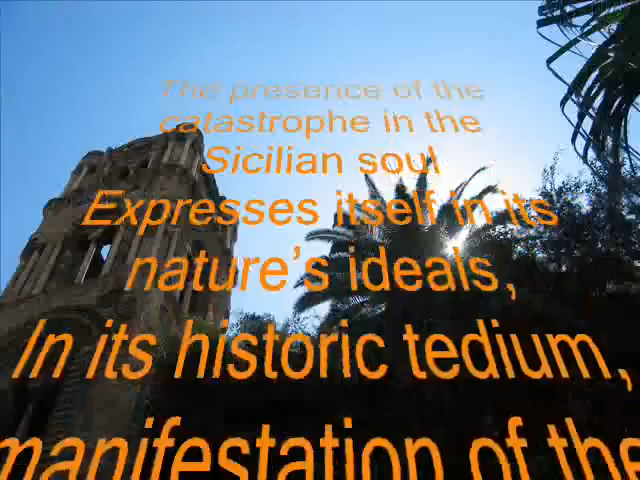 The presence of the
catastrophe in the
Sicilian soul
Expresses itself in its
nature's ideals,
In its historic tedium,
manifestation of the